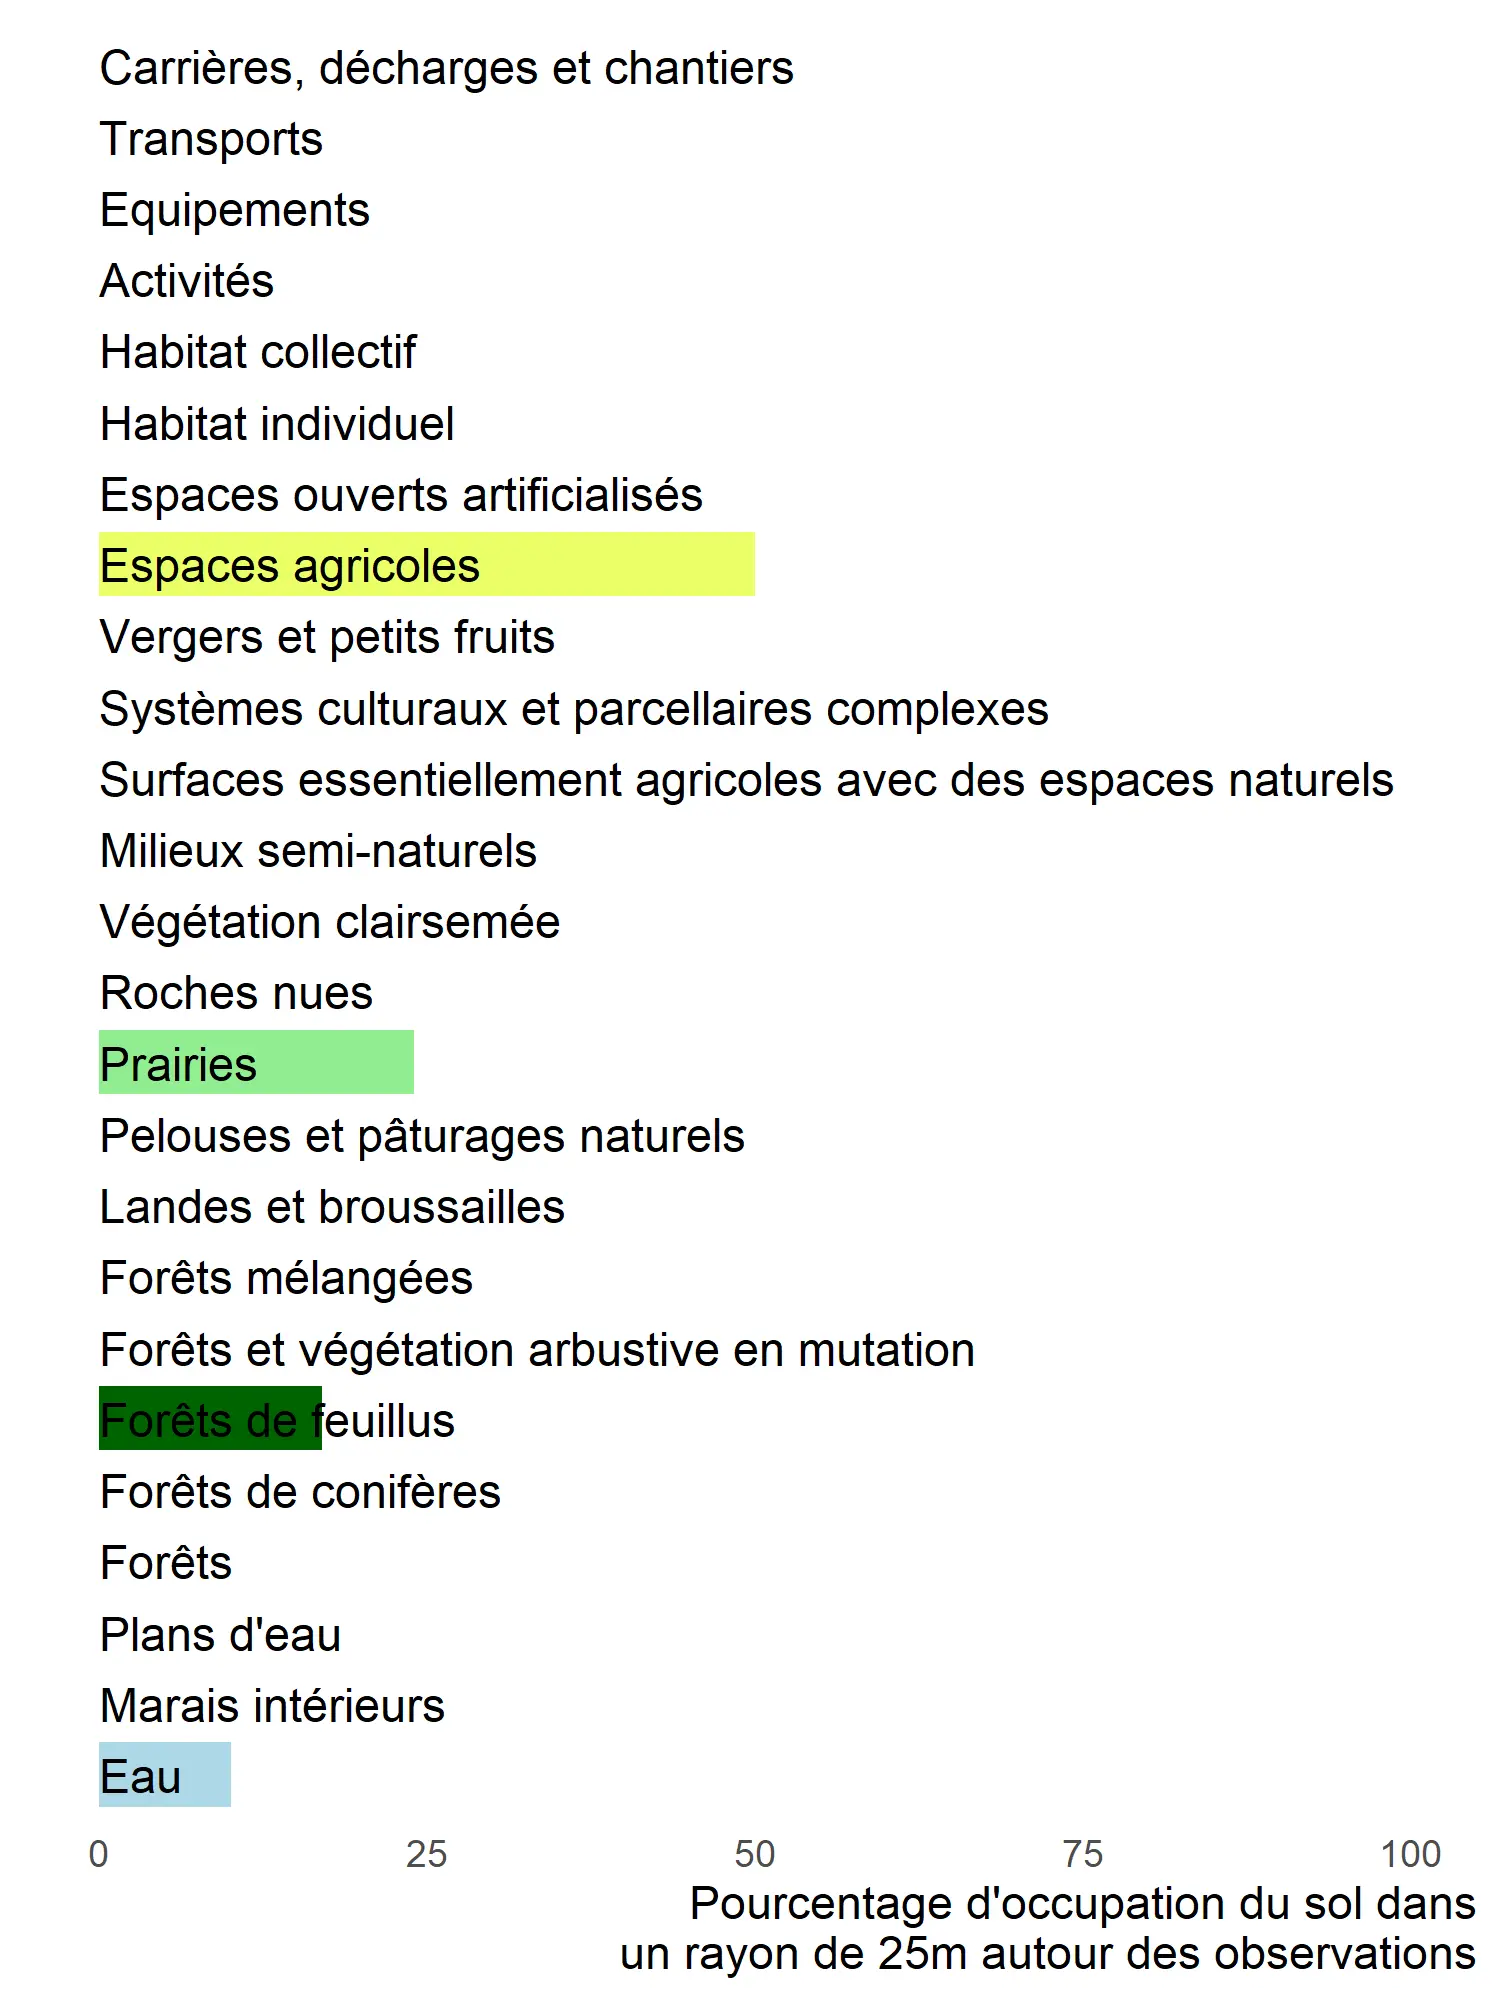 Carrières, décharges et chantiers
Transports
Equipements
Activités
Habitat collectif
Habitat individuel
Espaces ouverts artificialisés
Espaces agricoles
Vergers et petits fruits
Systèmes culturaux et parcellaires complexes
Surfaces essentiellement agricoles avec des espaces naturels
Milieux semi-naturels
Végétation clairsemée
Roches nues
Prairies
Pelouses et pâturages naturels
Landes et broussailles
Forêts mélangées
Forêts et végétation arbustive en mutation
Forêts de feuillus
Forêts de conifères
Forêts
Plans d'eau
Marais intérieurs
Eau
0 25 50 75 100
Pourcentage d'occupation du sol dans
un rayon de 25m autour des observations